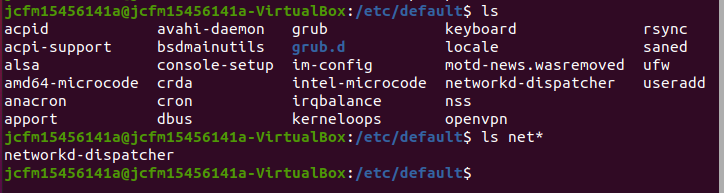 jcfm15456141a@jcfm15456141a-VirtualBox:/etc/default$ ls
acpid avahi-daemon grub keyboard rsync
acpi-support bsdmainutils grub.d locale saned
alsa console-setup im-config motd-news.wasremoved ufw
amd64-microcode crda intel-microcode networkd-dispatcher useradd
anacron cron irqbalance nss
apport dbus kerneloops openvpn
jcfm15456141a@jcfm15456141a-VirtualBox:/etc/default$ ls net*
networkd-dispatcher
jcfm15456141a@jcfm15456141a-VirtualBox:/etc/default$